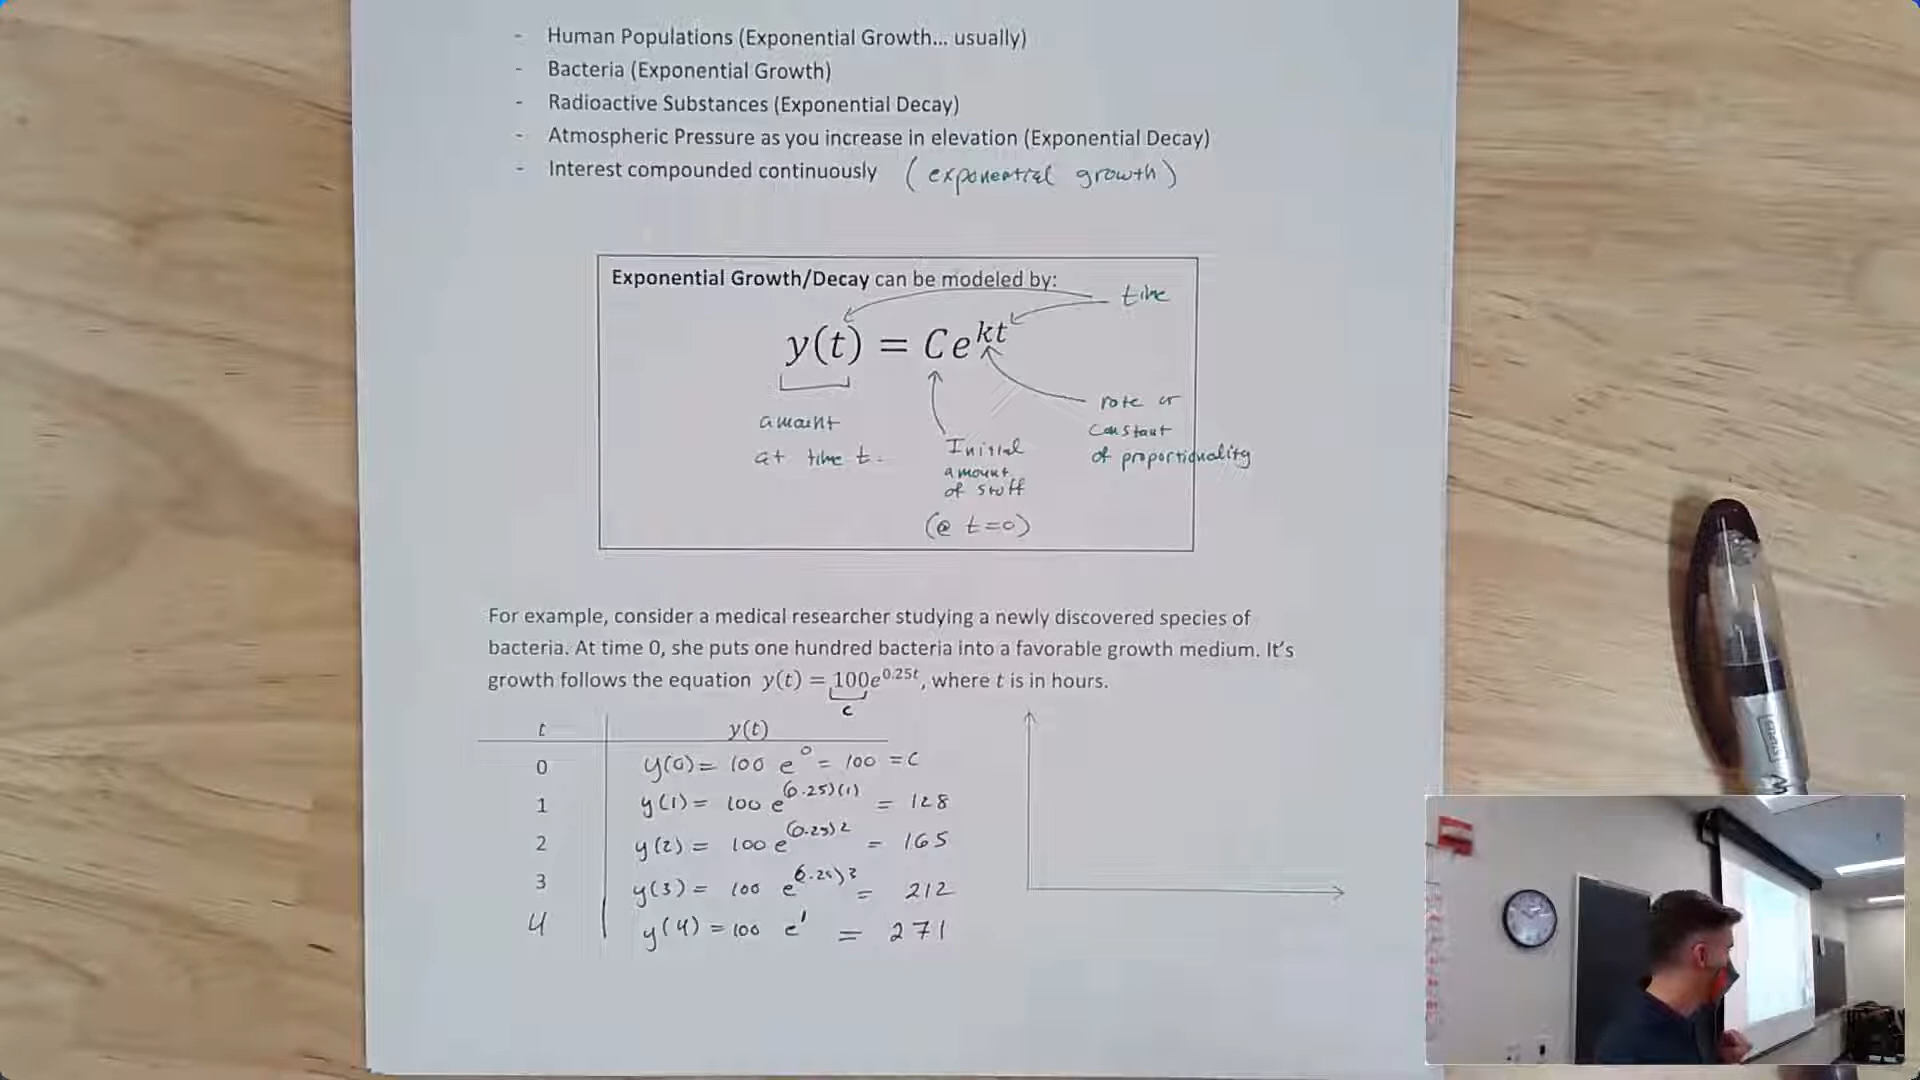 - Human Populations (Exponential Growth... usually)
- Bacteria (Exponential Growth)
- Radioactive Substances (Exponential Decay)
- Atmospheric Pressure as you increase in elevation (Exponential Decay)
- Interest compounded continuously (exponential growth)
Exponential Growth/Decay can be modeled by:
time
y(t) = Ce^{kt}
amount
at time t.
Initial
amount
of stuff
(@ t=0)
rate or
constant
of proportionality
For example, consider a medical researcher studying a newly discovered species of
bacteria. At time 0, she puts one hundred bacteria into a favorable growth medium. It's
growth follows the equation y(t) = 100e^{0.25t}, where t is in hours.
c
t y(t)
0 y(0) = 100 e^0 = 100 = C
1 y(1) = 100 e^{(0.25)(1)} = 128
2 y(2) = 100 e^{(0.25)2} = 165
3 y(3) = 100 e^{(0.25)3} = 212
4 y(4) = 100 e^1 = 271